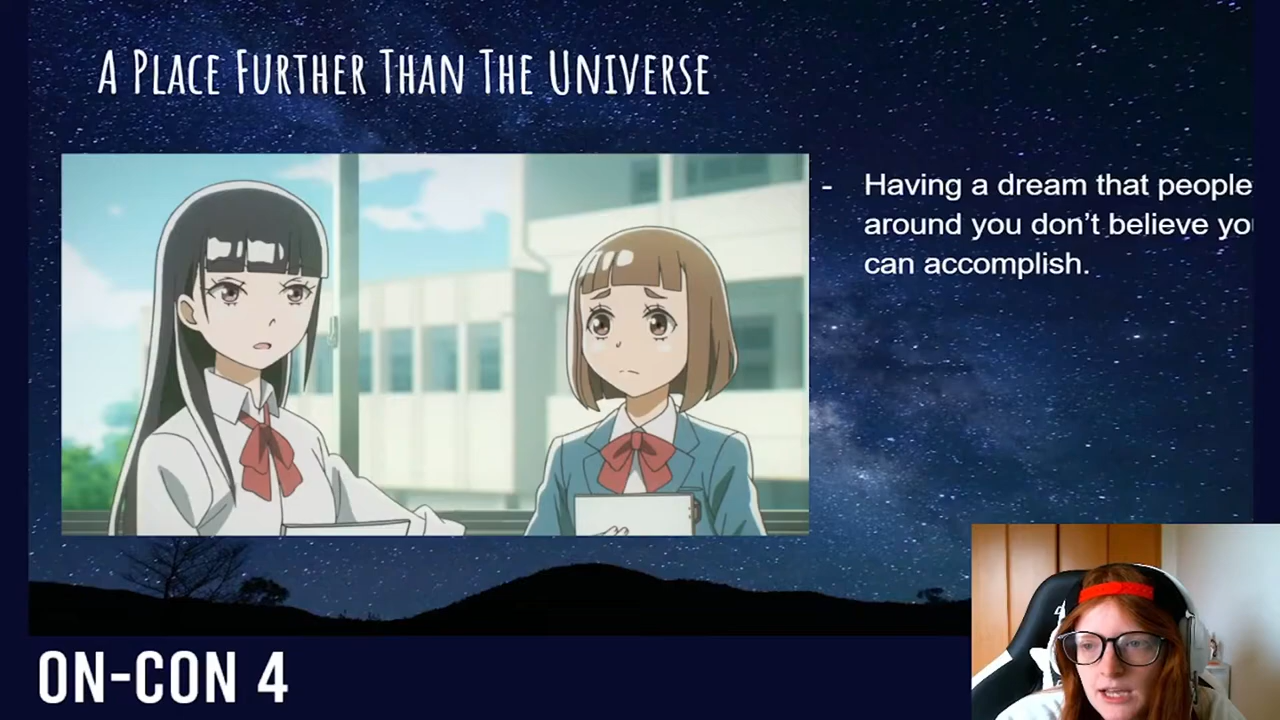 A PLACE FURTHER THAN THE UNIVERSE
- Having a dream that people
around you don't believe yo
can accomplish.
ON-CON 4